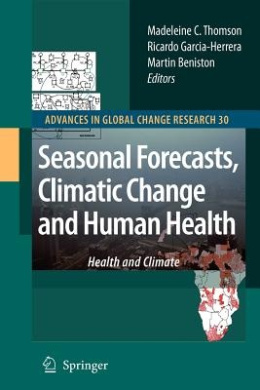 Madeleine C. Thomson
Ricardo Garcia-Herrera
Martin Beniston
Editors
ADVANCES IN GLOBAL CHANGE RESEARCH 30
Seasonal Forecasts,
Climatic Change
and Human Health
Health and Climate
Springer